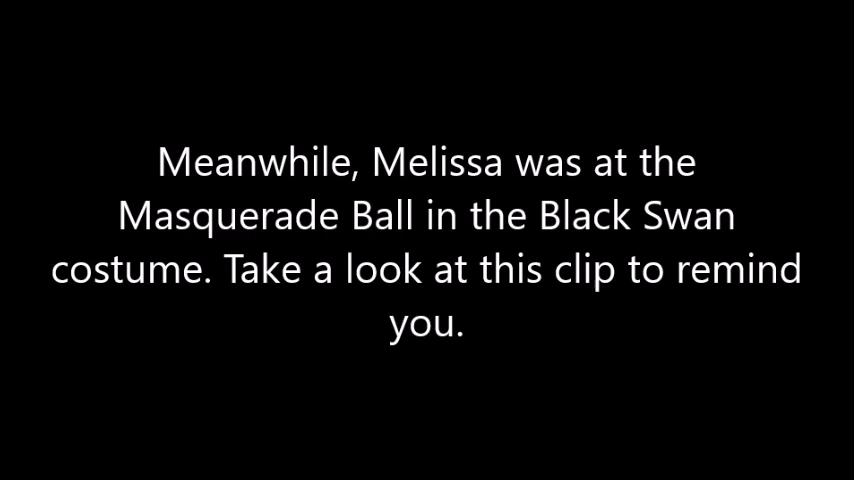 Meanwhile, Melissa was at the
Masquerade Ball in the Black Swan
costume. Take a look at this clip to remind
you.